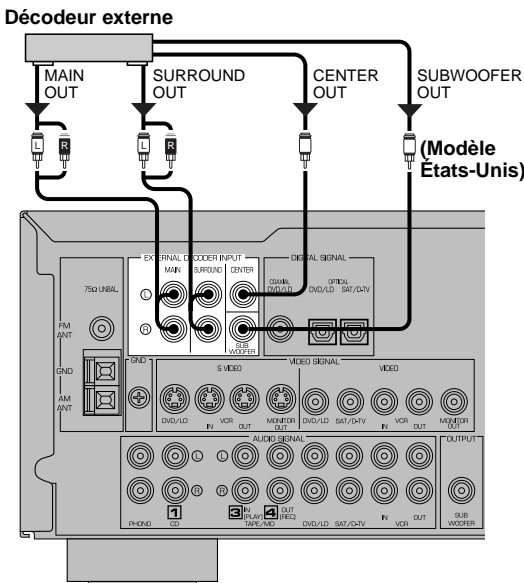 Décodeur externe
MAIN OUT
SURROUND OUT
CENTER OUT
SUBWOOFER OUT
L R L R
(Modèle États-Unis)
EXTERNAL DECODER INPUT
MAIN SURROUND CENTER
L
R
SUB WOOFER
DIGITAL SIGNAL
COAXIAL OPTICAL
DVD/LD DVD/LD SAT/D-TV
75Ω UNBAL.
FM ANT
GND
AM ANT
GND
VIDEO SIGNAL
S VIDEO VIDEO
DVD/LD IN VCR OUT MONITOR OUT DVD/LD SAT/D-TV IN VCR OUT MONITOR OUT
AUDIO SIGNAL
L L
R R
1 3 IN (PLAY) 4 OUT (REC)
PHONO CD TAPE/MD DVD/LD SAT/D-TV IN VCR OUT
OUTPUT
SUB WOOFER